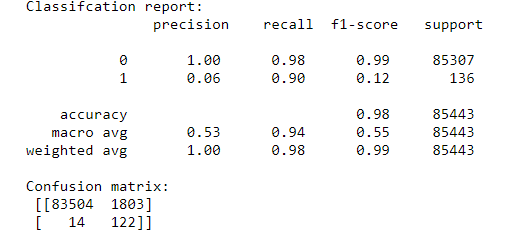 Classifcation report:
precision recall f1-score support
0 1.00 0.98 0.99 85307
1 0.06 0.90 0.12 136
accuracy 0.98 85443
macro avg 0.53 0.94 0.55 85443
weighted avg 1.00 0.98 0.99 85443
Confusion matrix:
[[83504 1803]
[ 14 122]]